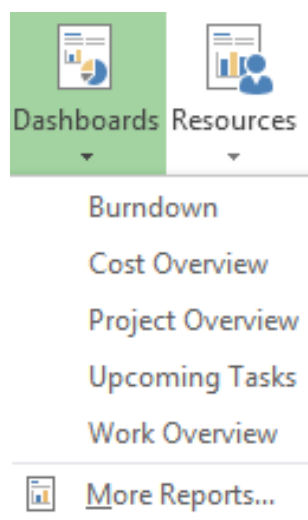 Dashboards Resources
Burndown
Cost Overview
Project Overview
Upcoming Tasks
Work Overview
More Reports...